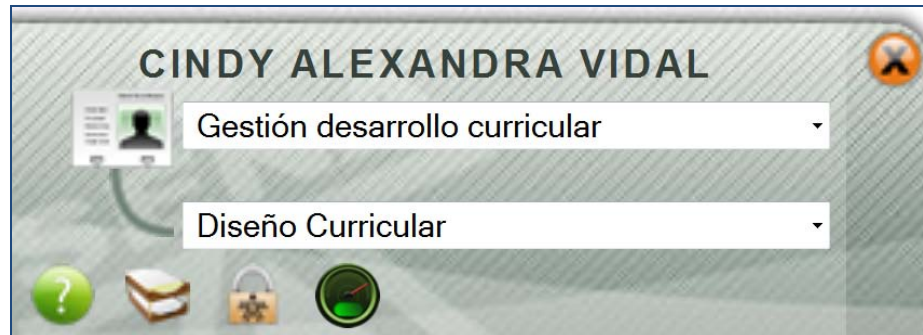 CINDY ALEXANDRA VIDAL
Gestión desarrollo curricular
Diseño Curricular
?